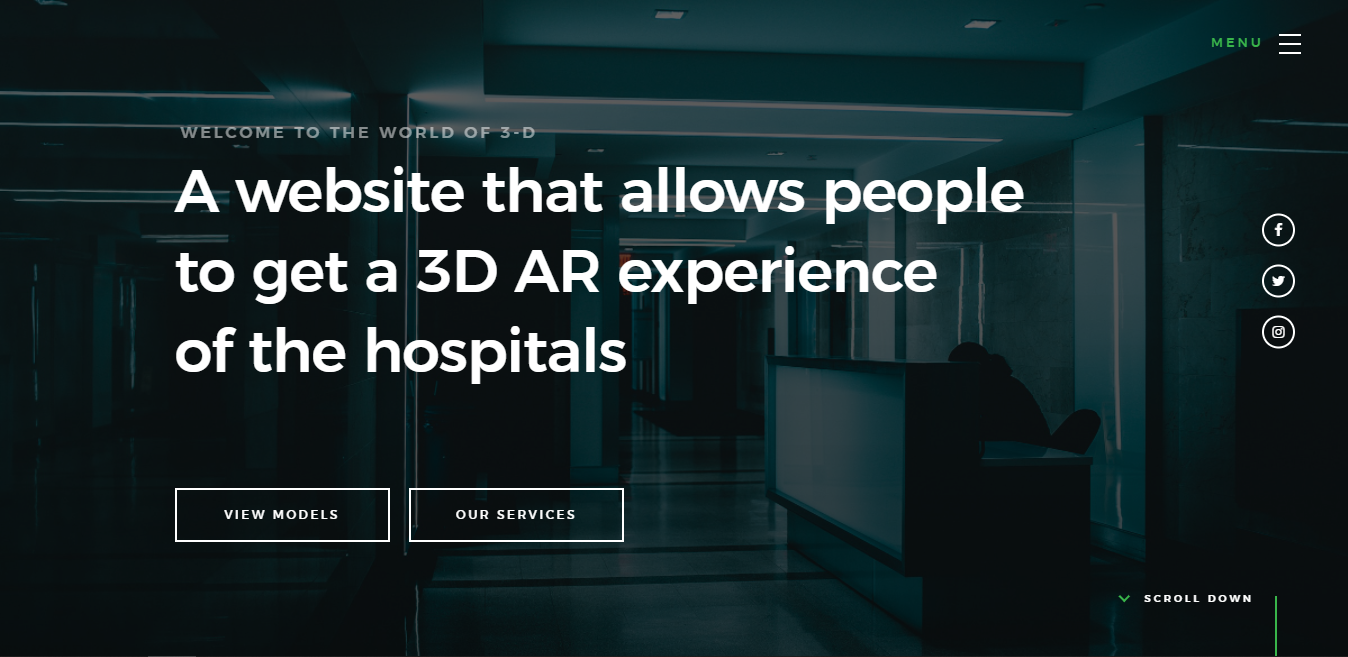 MENU
WELCOME TO THE WORLD OF 3-D
A website that allows people
to get a 3D AR experience
of the hospitals
VIEW MODELS
OUR SERVICES
SCROLL DOWN